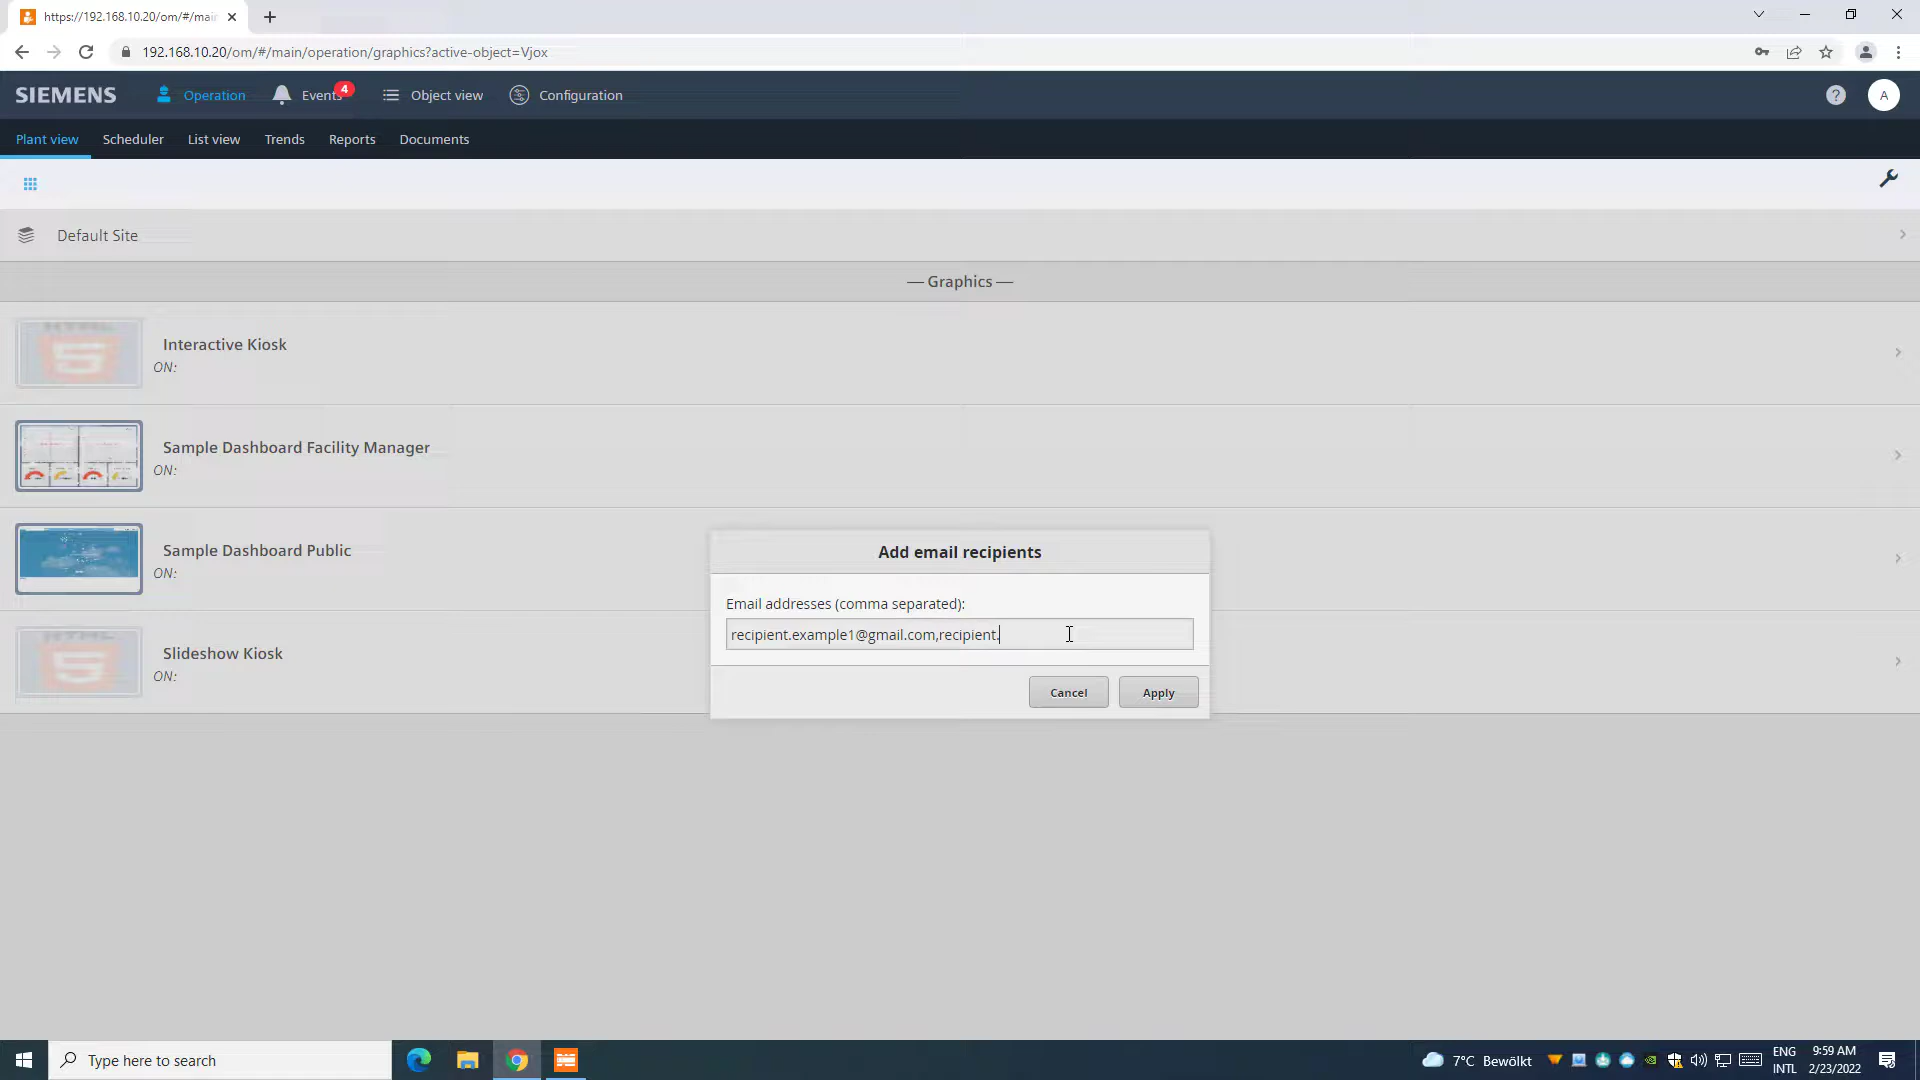 https://192.168.10.20/om/#/mai
192.168.10.20/om/#/main/operation/graphics?active-object=Vjox
SIEMENS Operation Events 4 Object view Configuration ? A
Plant view Scheduler List view Trends Reports Documents
Default Site
— Graphics —
Interactive Kiosk
ON:
Sample Dashboard Facility Manager
ON:
Sample Dashboard Public
ON:
Slideshow Kiosk
ON:
Add email recipients
Email addresses (comma separated):
recipient.example1@gmail.com,recipient.
Cancel Apply
Type here to search
7°C Bewölkt
ENG
INTL
9:59 AM
2/23/2022